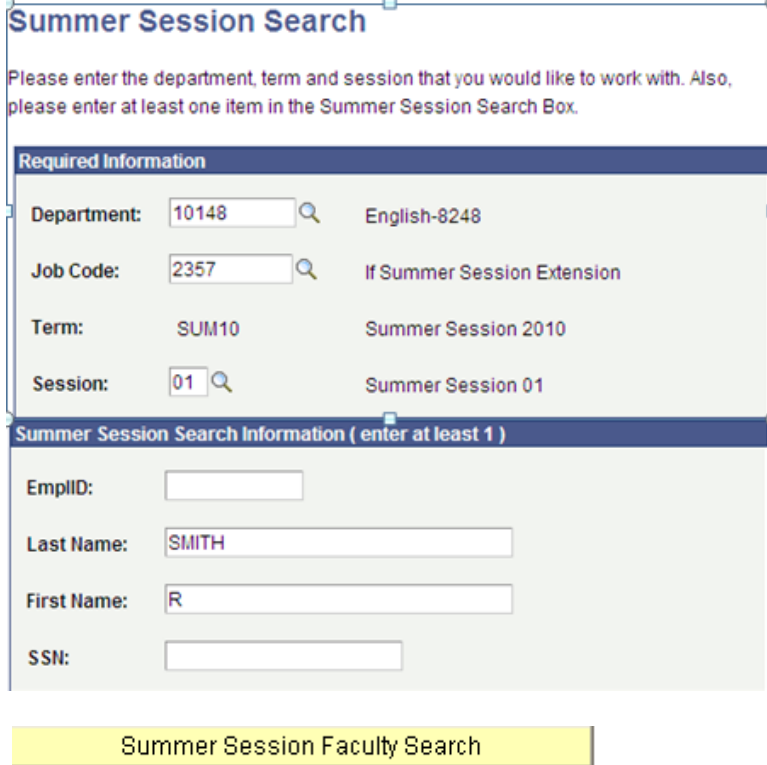 Summer Session Search
Please enter the department, term and session that you would like to work with. Also,
please enter at least one item in the Summer Session Search Box.
Required Information
Department: 10148 English-8248
Job Code: 2357 If Summer Session Extension
Term: SUM10 Summer Session 2010
Session: 01 Summer Session 01
Summer Session Search Information ( enter at least 1 )
EmplID:
Last Name: SMITH
First Name: R
SSN:
Summer Session Faculty Search